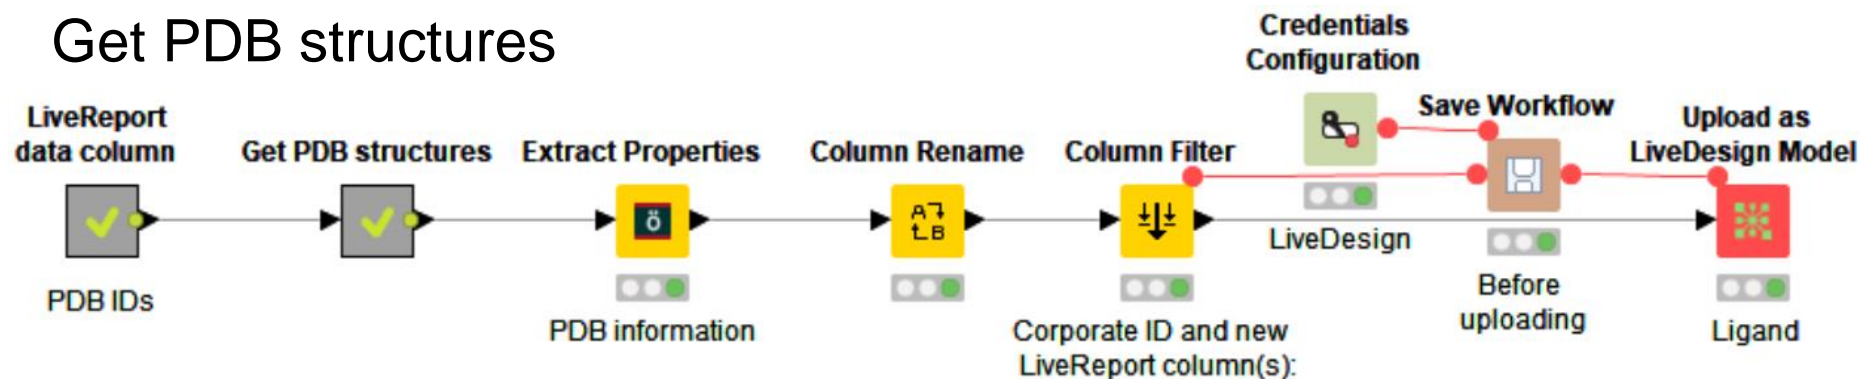 Get PDB structures
LiveReport
data column
PDB IDs
Get PDB structures
Extract Properties
ö
PDB information
Column Rename
A
B
Column Filter
Corporate ID and new
LiveReport column(s):
Credentials
Configuration
LiveDesign
Save Workflow
Before
uploading
Upload as
LiveDesign Model
Ligand